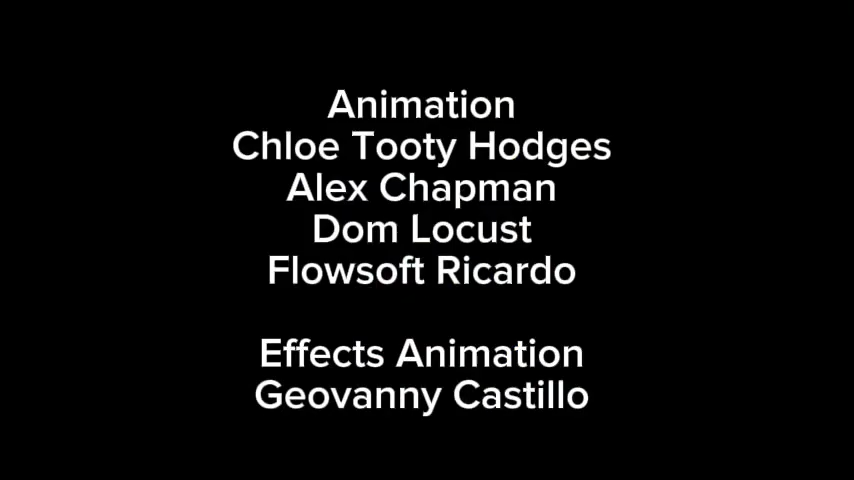 Animation
Chloe Tooty Hodges
Alex Chapman
Dom Locust
Flowsoft Ricardo
Effects Animation
Geovanny Castillo